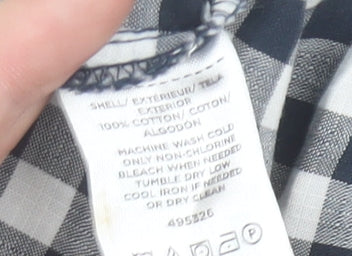 SHELL/ EXTÉRIEUR/ TELA
EXTERIOR
100% COTTON/ COTON/
ALGODON
MACHINE WASH COLD
ONLY NON-CHLORINE
BLEACH WHEN NEEDED
TUMBLE DRY LOW
COOL IRON IF NEEDED
OR DRY CLEAN
495326
P